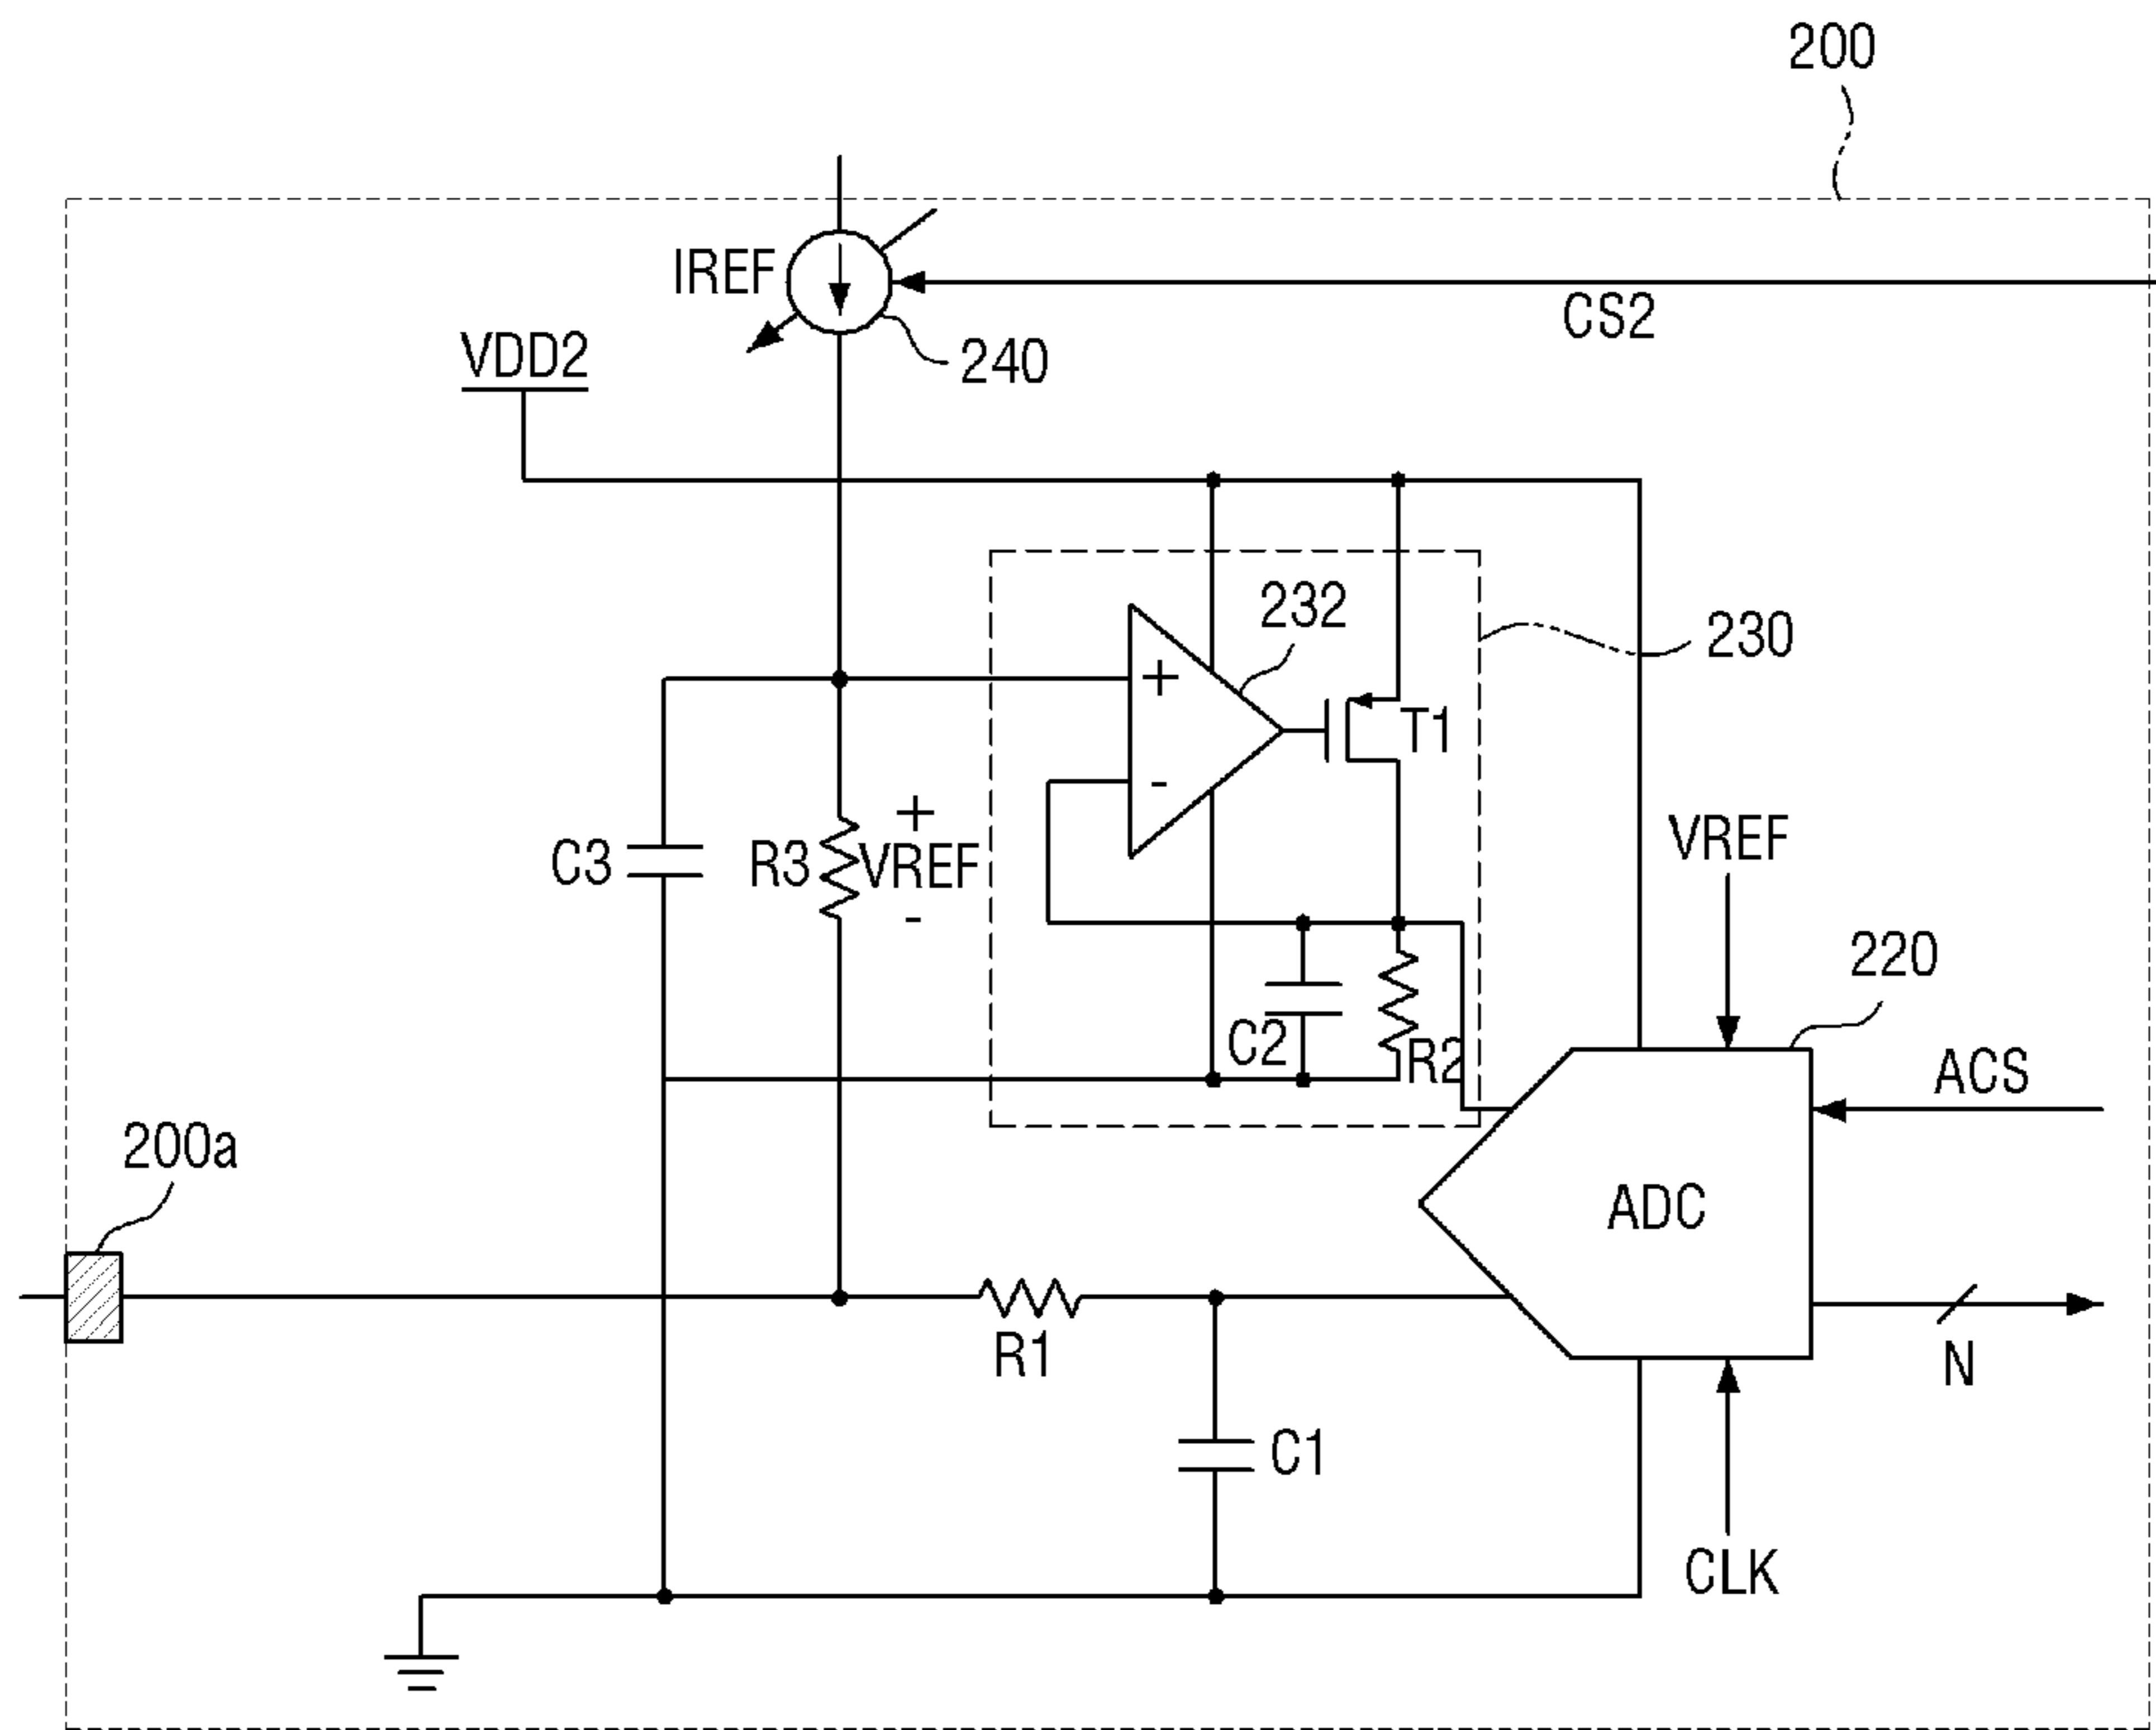 200
IREF
CS2
240
VDD2
232
230
+
T1
-
+
C3
R3
VREF
VREF
-
220
C2
R2
ACS
200a
ADC
R1
N
C1
CLK